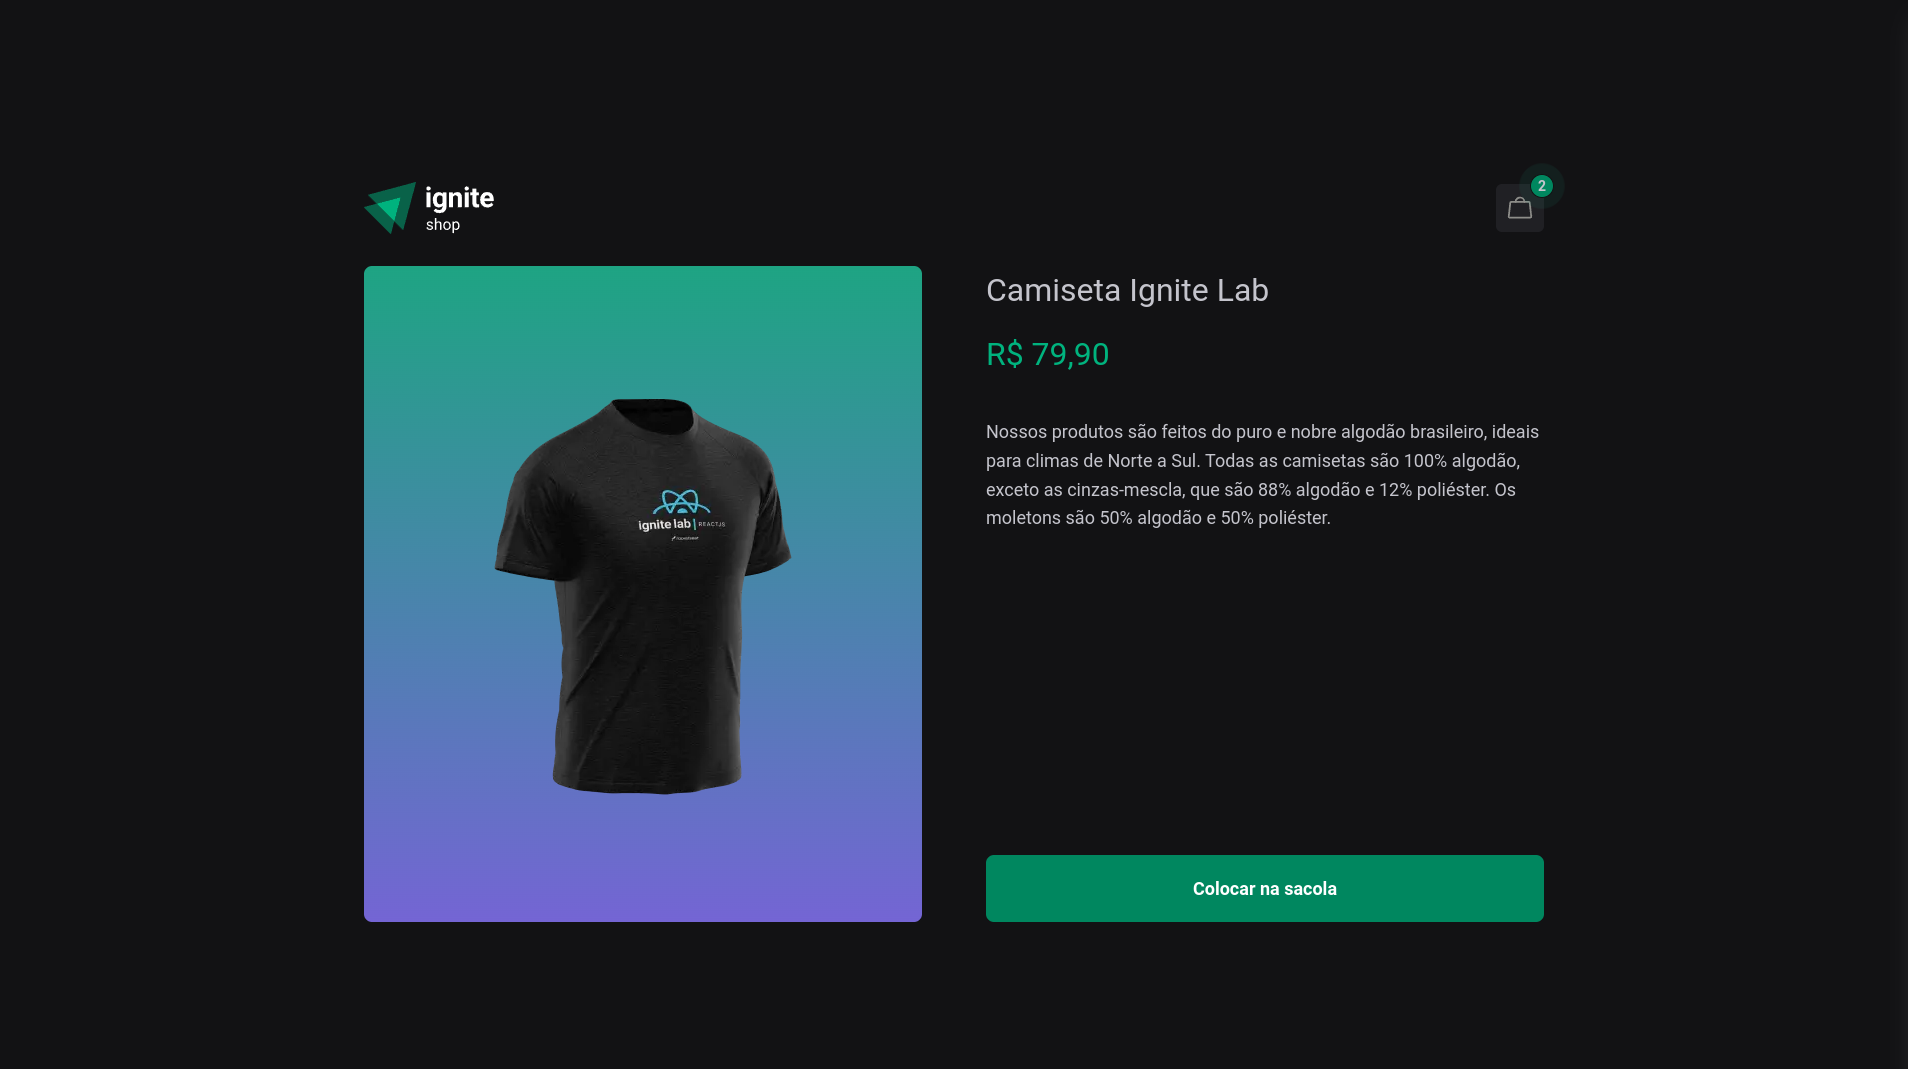 ignite
shop
2
Camiseta Ignite Lab
R$ 79,90
Nossos produtos são feitos do puro e nobre algodão brasileiro, ideais
para climas de Norte a Sul. Todas as camisetas são 100% algodão,
exceto as cinzas-mescla, que são 88% algodão e 12% poliéster. Os
moletons são 50% algodão e 50% poliéster.
ignite lab | REACTJS
Colocar na sacola